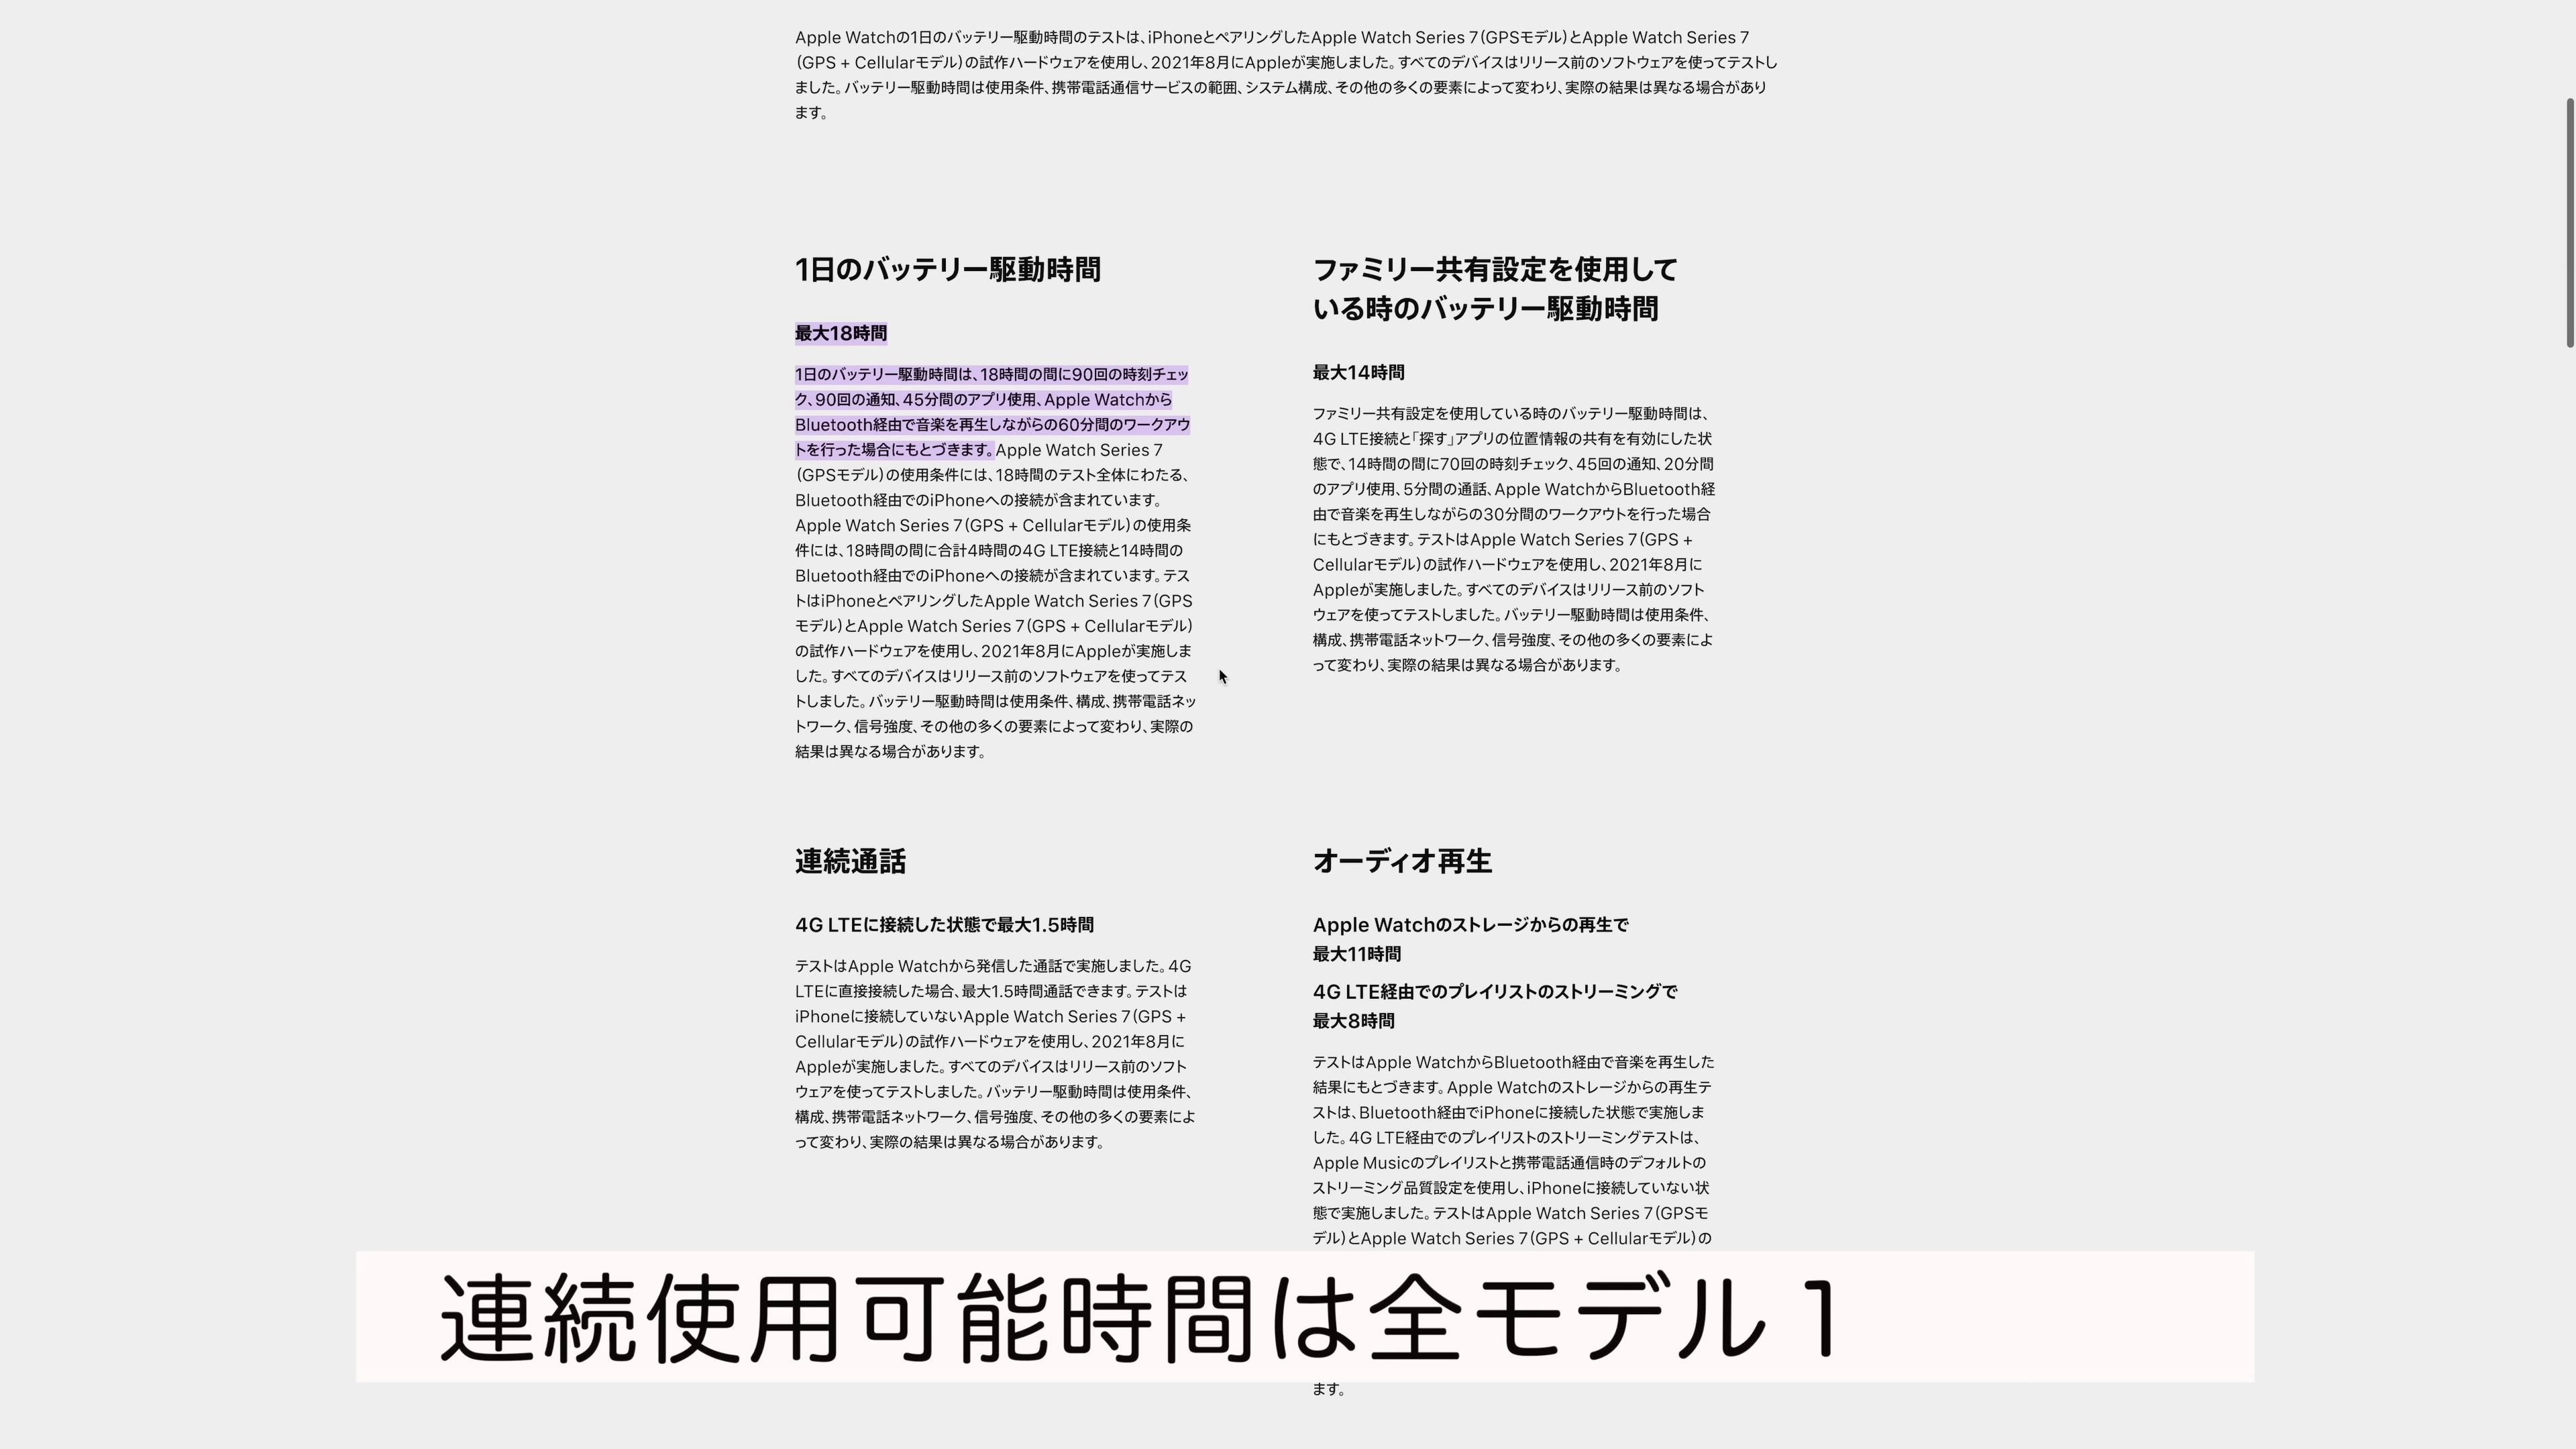 Apple Watchの1日のバッテリー駆動時間のテストは、iPhoneとペアリングしたApple Watch Series 7(GPSモデル)とApple Watch Series 7
(GPS + Cellularモデル)の試作ハードウェアを使用し、2021年8月にAppleが実施しました。すべてのデバイスはリリース前のソフトウェアを使ってテストし
ました。バッテリー駆動時間は使用条件、携帯電話通信サービスの範囲、システム構成、その他の多くの要素によって変わり、実際の結果は異なる場合があり
ます。
1日のバッテリー駆動時間
最大18時間
1日のバッテリー駆動時間は、18時間の間に90回の時刻チェッ
ク、90回の通知、45分間のアプリ使用、Apple Watchから
Bluetooth経由で音楽を再生しながらの60分間のワークアウ
トを行った場合にもとづきます。Apple Watch Series 7
(GPSモデル)の使用条件には、18時間のテスト全体にわたる、
Bluetooth経由でのiPhoneへの接続が含まれています。
Apple Watch Series 7(GPS + Cellularモデル)の使用条
件には、18時間の間に合計4時間の4G LTE接続と14時間の
Bluetooth経由でのiPhoneへの接続が含まれています。テス
トはiPhoneとペアリングしたApple Watch Series 7(GPS
モデル)とApple Watch Series 7(GPS + Cellularモデル)
の試作ハードウェアを使用し、2021年8月にAppleが実施しま
した。すべてのデバイスはリリース前のソフトウェアを使ってテス
トしました。バッテリー駆動時間は使用条件、構成、携帯電話ネッ
トワーク、信号強度、その他の多くの要素によって変わり、実際の
結果は異なる場合があります。
ファミリー共有設定を使用して
いる時のバッテリー駆動時間
最大14時間
ファミリー共有設定を使用している時のバッテリー駆動時間は、
4G LTE接続と「探す」アプリの位置情報の共有を有効にした状
態で、14時間の間に70回の時刻チェック、45回の通知、20分間
のアプリ使用、5分間の通話、Apple WatchからBluetooth経
由で音楽を再生しながらの30分間のワークアウトを行った場合
にもとづきます。テストはApple Watch Series 7(GPS +
Cellularモデル)の試作ハードウェアを使用し、2021年8月に
Appleが実施しました。すべてのデバイスはリリース前のソフト
ウェアを使ってテストしました。バッテリー駆動時間は使用条件、
構成、携帯電話ネットワーク、信号強度、その他の多くの要素によ
って変わり、実際の結果は異なる場合があります。
連続通話
4G LTEに接続した状態で最大1.5時間
テストはApple Watchから発信した通話で実施しました。4G
LTEに直接接続した場合、最大1.5時間通話できます。テストは
iPhoneに接続していないApple Watch Series 7(GPS +
Cellularモデル)の試作ハードウェアを使用し、2021年8月に
Appleが実施しました。すべてのデバイスはリリース前のソフト
ウェアを使ってテストしました。バッテリー駆動時間は使用条件、
構成、携帯電話ネットワーク、信号強度、その他の多くの要素によ
って変わり、実際の結果は異なる場合があります。
オーディオ再生
Apple Watchのストレージからの再生で
最大11時間
4G LTE経由でのプレイリストのストリーミングで
最大8時間
テストはApple WatchからBluetooth経由で音楽を再生した
結果にもとづきます。Apple Watchのストレージからの再生テ
ストは、Bluetooth経由でiPhoneに接続した状態で実施しま
した。4G LTE経由でのプレイリストのストリーミングテストは、
Apple Musicのプレイリストと携帯電話通信時のデフォルトの
ストリーミング品質設定を使用し、iPhoneに接続していない状
態で実施しました。テストはApple Watch Series 7(GPSモ
デル)とApple Watch Series 7(GPS + Cellularモデル)の
連続使用可能時間は全モデル1
ます。